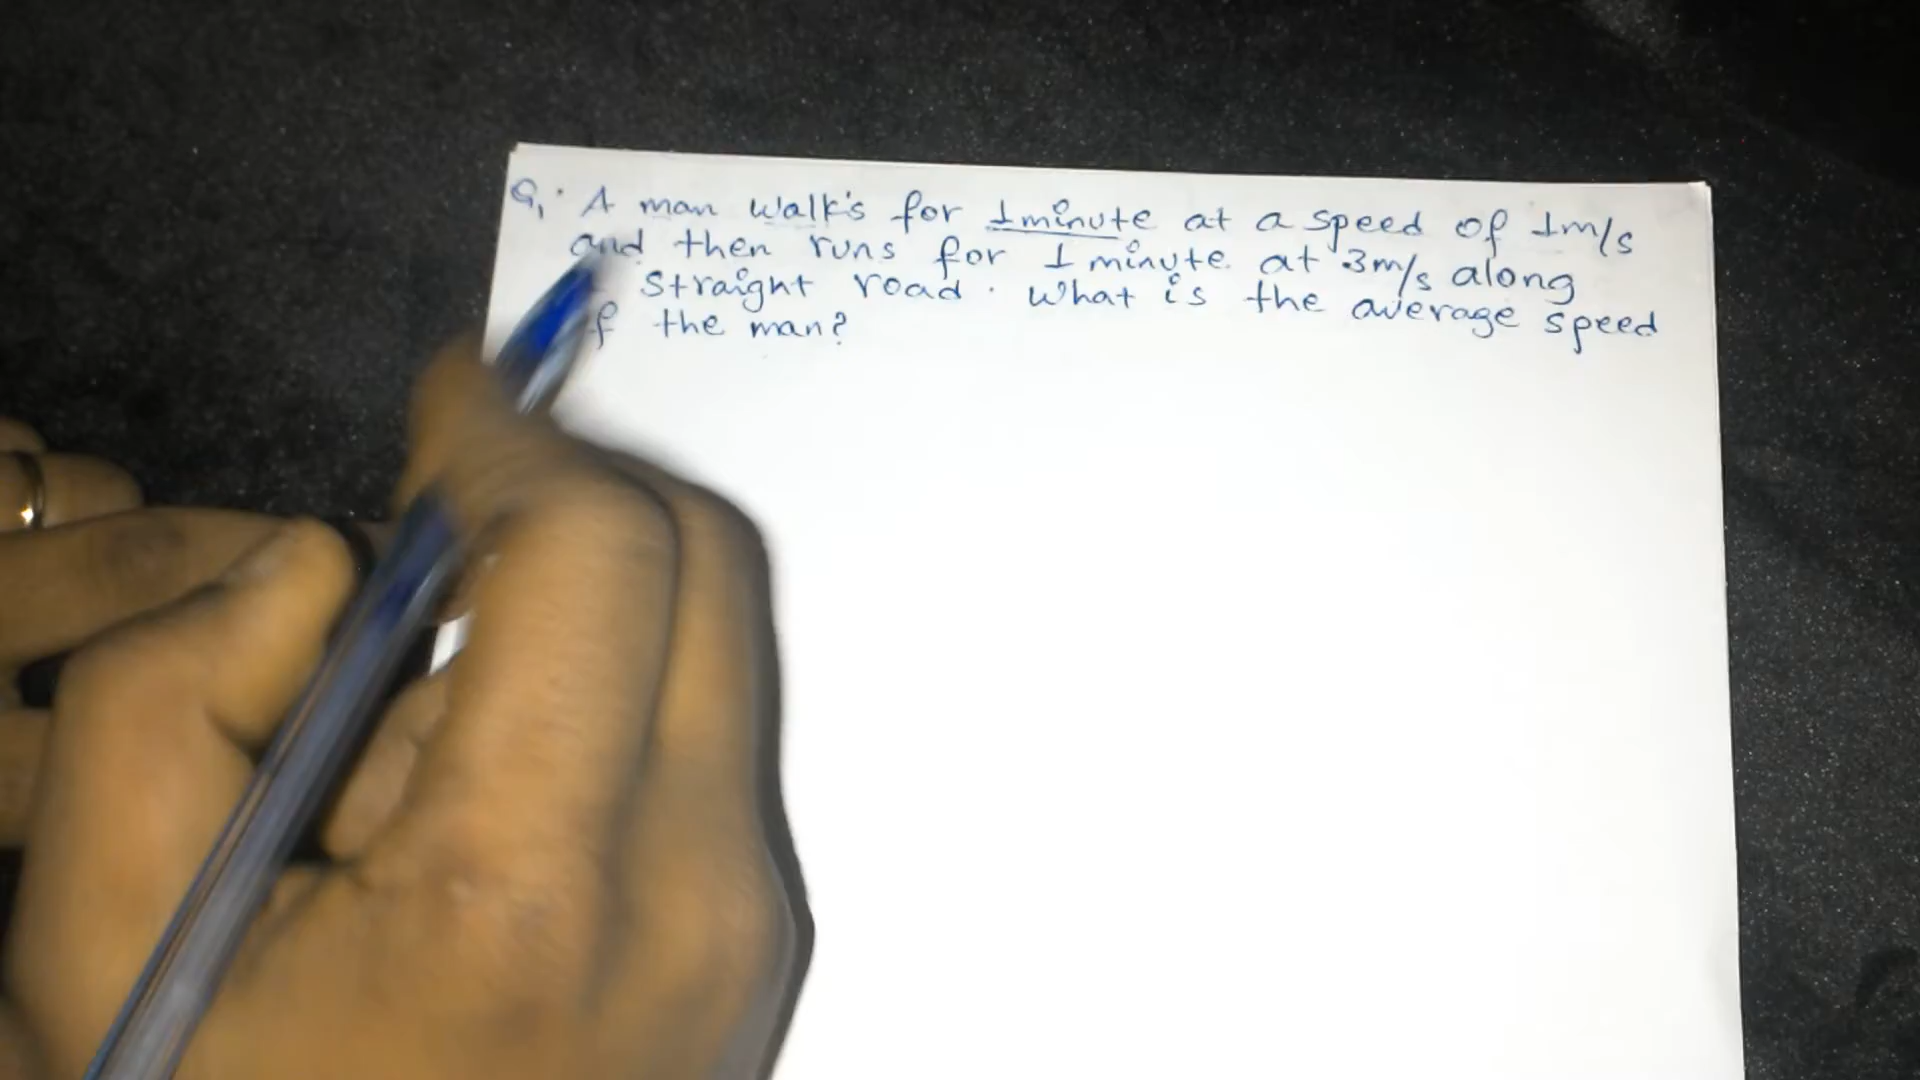 Q1. A man walk's for 1minute at a speed of 1m/s
and then runs for 1 minute at 3m/s along
straight road. What is the average speed
the man?